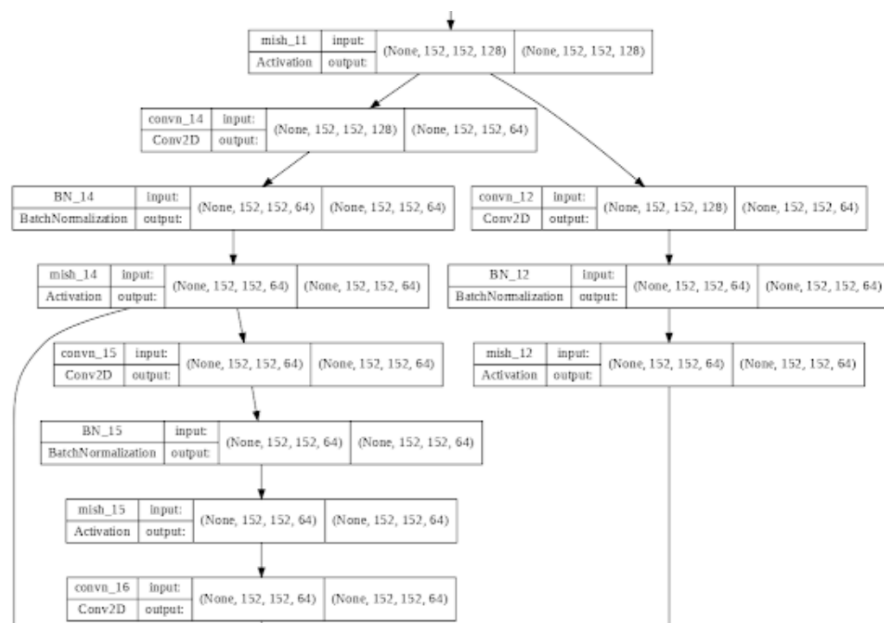 mish_11 input: (None, 152, 152, 128) (None, 152, 152, 128)
Activation output:
convn_14 input: (None, 152, 152, 128) (None, 152, 152, 64)
Conv2D output:
BN_14 input: (None, 152, 152, 64) (None, 152, 152, 64)
BatchNormalization output:
convn_12 input: (None, 152, 152, 128) (None, 152, 152, 64)
Conv2D output:
mish_14 input: (None, 152, 152, 64) (None, 152, 152, 64)
Activation output:
BN_12 input: (None, 152, 152, 64) (None, 152, 152, 64)
BatchNormalization output:
convn_15 input: (None, 152, 152, 64) (None, 152, 152, 64)
Conv2D output:
mish_12 input: (None, 152, 152, 64) (None, 152, 152, 64)
Activation output:
BN_15 input: (None, 152, 152, 64) (None, 152, 152, 64)
BatchNormalization output:
mish_15 input: (None, 152, 152, 64) (None, 152, 152, 64)
Activation output:
convn_16 input: (None, 152, 152, 64) (None, 152, 152, 64)
Conv2D output: